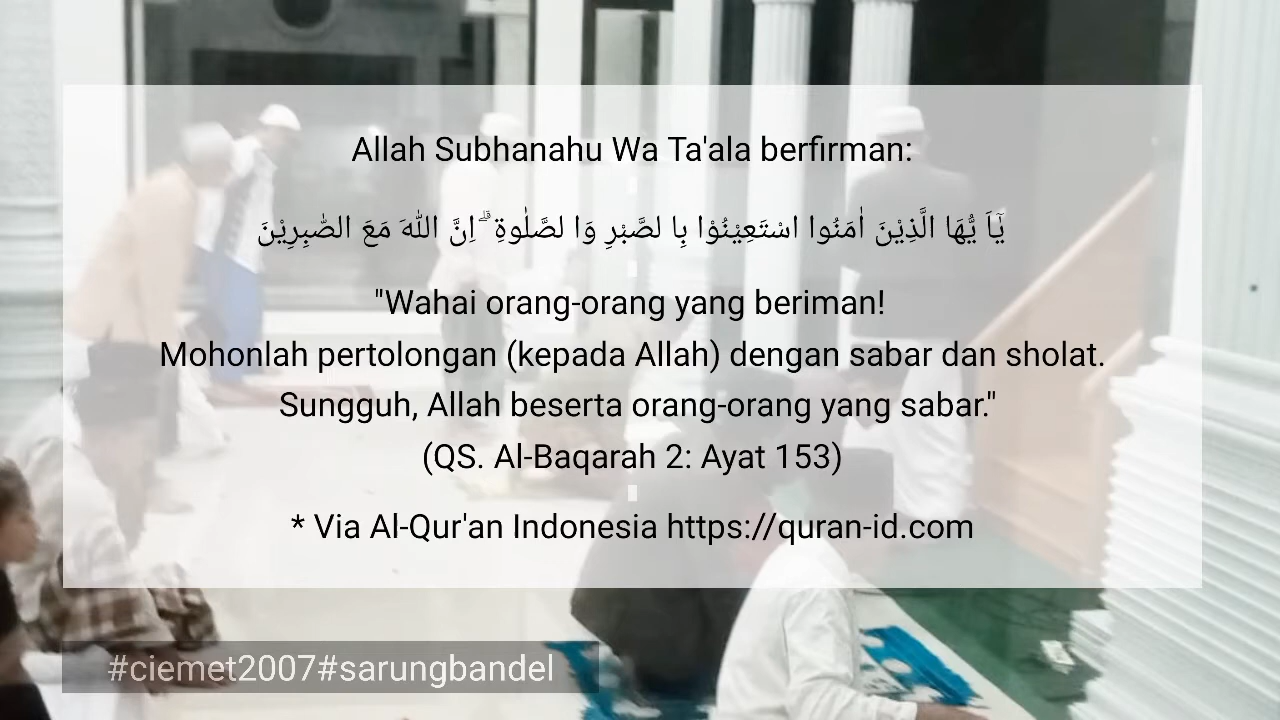 Allah Subhanahu Wa Ta'ala berfirman:
يٰۤاَ يُّهَا الَّذِيْنَ اٰمَنُوا اسْتَعِيْنُوْا بِا لصَّبْرِ وَا لصَّلٰوةِ ۗ اِنَّ اللّٰهَ مَعَ الصّٰبِرِيْنَ
"Wahai orang-orang yang beriman!
Mohonlah pertolongan (kepada Allah) dengan sabar dan sholat.
Sungguh, Allah beserta orang-orang yang sabar."
(QS. Al-Baqarah 2: Ayat 153)
* Via Al-Qur'an Indonesia https://quran-id.com
#ciemet2007#sarungbandel